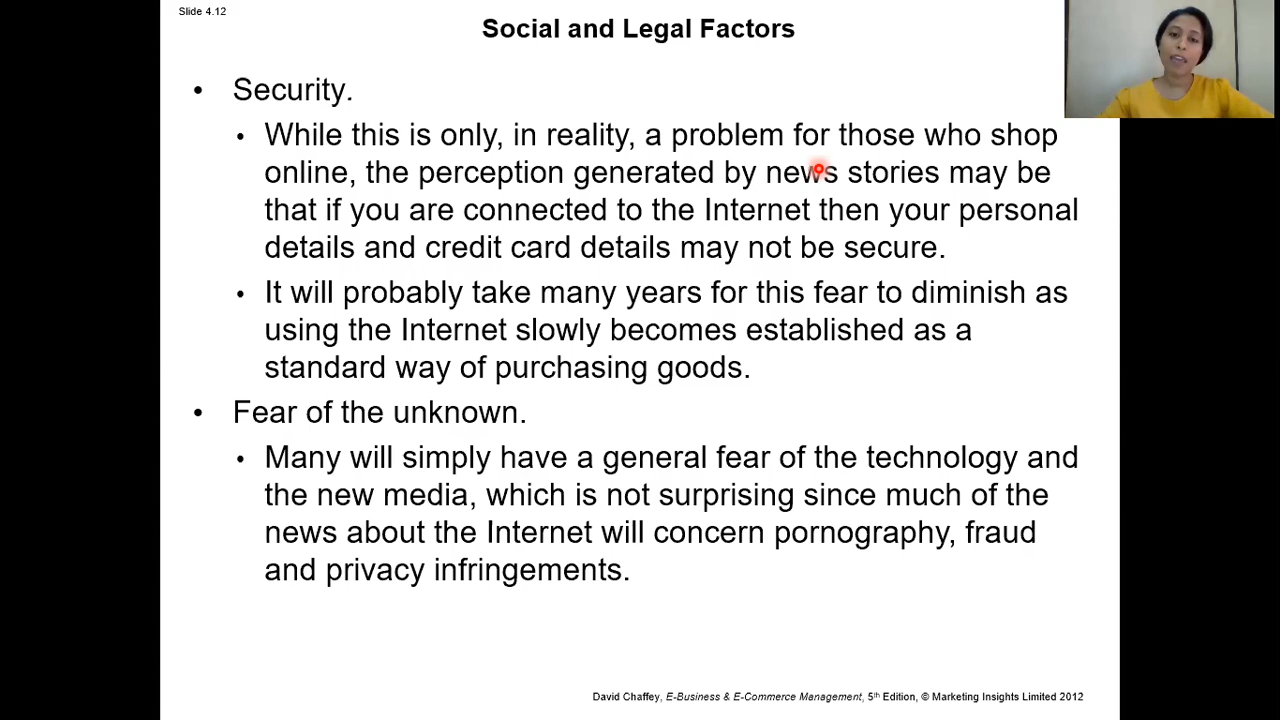 Slide 4.12
Social and Legal Factors
• Security.
• While this is only, in reality, a problem for those who shop
online, the perception generated by news stories may be
that if you are connected to the Internet then your personal
details and credit card details may not be secure.
• It will probably take many years for this fear to diminish as
using the Internet slowly becomes established as a
standard way of purchasing goods.
• Fear of the unknown.
• Many will simply have a general fear of the technology and
the new media, which is not surprising since much of the
news about the Internet will concern pornography, fraud
and privacy infringements.
David Chaffey, E-Business & E-Commerce Management, 5th Edition, © Marketing Insights Limited 2012